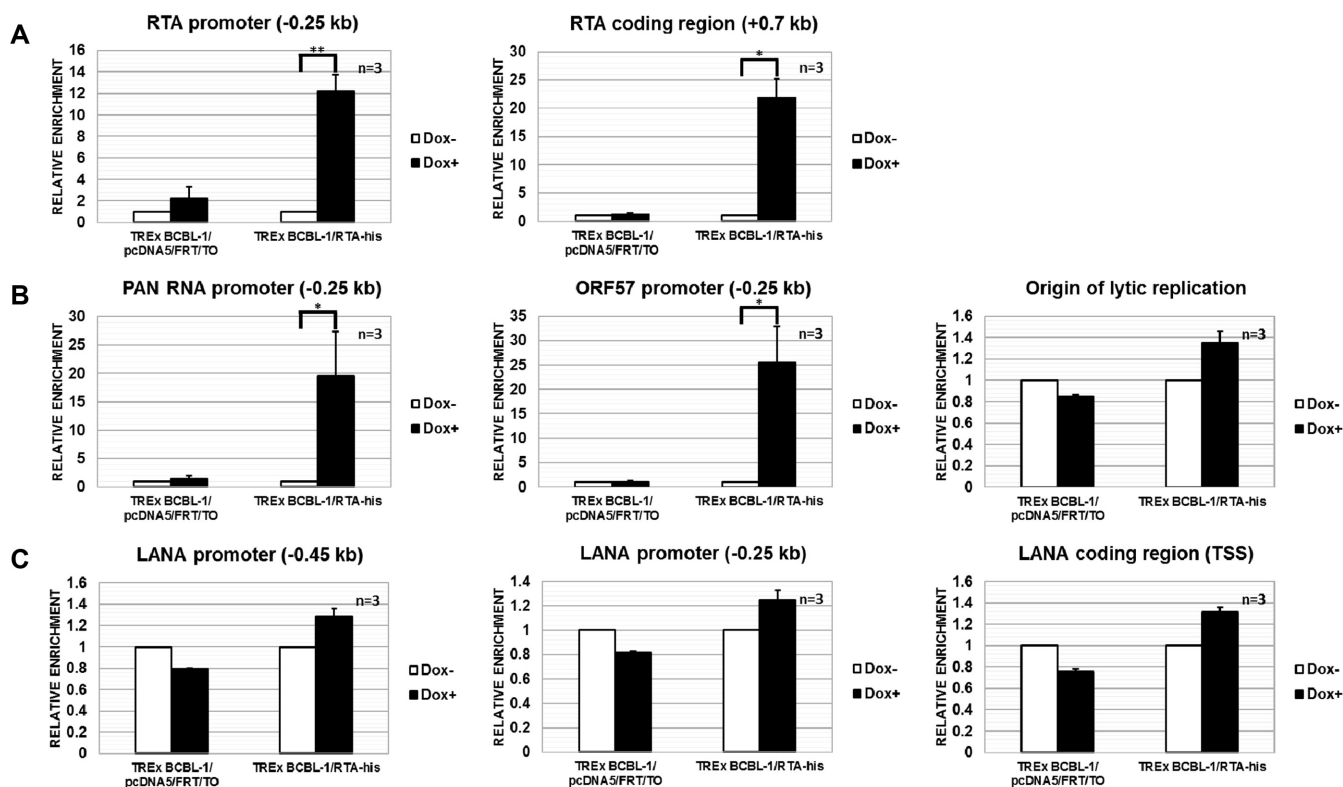 A
RTA promoter (-0.25 kb)
RELATIVE ENRICHMENT
16
14
12
10
8
6
4
2
0
**
n=3
TREx BCBL-1/
pcDNA5/FRT/TO
TREx BCBL-1/RTA-his
Dox-
Dox+
RTA coding region (+0.7 kb)
RELATIVE ENRICHMENT
30
25
20
15
10
5
0
*
n=3
TREx BCBL-1/
pcDNA5/FRT/TO
TREx BCBL-1/RTA-his
Dox-
Dox+
B
PAN RNA promoter (-0.25 kb)
RELATIVE ENRICHMENT
30
25
20
15
10
5
0
*
n=3
TREx BCBL-1/
pcDNA5/FRT/TO
TREx BCBL-1/RTA-his
Dox-
Dox+
ORF57 promoter (-0.25 kb)
RELATIVE ENRICHMENT
35
30
25
20
15
10
5
0
*
n=3
TREx BCBL-1/
pcDNA5/FRT/TO
TREx BCBL-1/RTA-his
Dox-
Dox+
Origin of lytic replication
RELATIVE ENRICHMENT
1.6
1.4
1.2
1
0.8
0.6
0.4
0.2
0
n=3
TREx BCBL-1/
pcDNA5/FRT/TO
TREx BCBL-1/RTA-his
Dox-
Dox+
C
LANA promoter (-0.45 kb)
RELATIVE ENRICHMENT
1.6
1.4
1.2
1
0.8
0.6
0.4
0.2
0
n=3
TREx BCBL-1/
pcDNA5/FRT/TO
TREx BCBL-1/RTA-his
Dox-
Dox+
LANA promoter (-0.25 kb)
RELATIVE ENRICHMENT
1.4
1.2
1
0.8
0.6
0.4
0.2
0
n=3
TREx BCBL-1/
pcDNA5/FRT/TO
TREx BCBL-1/RTA-his
Dox-
Dox+
LANA coding region (TSS)
RELATIVE ENRICHMENT
1.6
1.4
1.2
1
0.8
0.6
0.4
0.2
0
n=3
TREx BCBL-1/
pcDNA5/FRT/TO
TREx BCBL-1/RTA-his
Dox-
Dox+